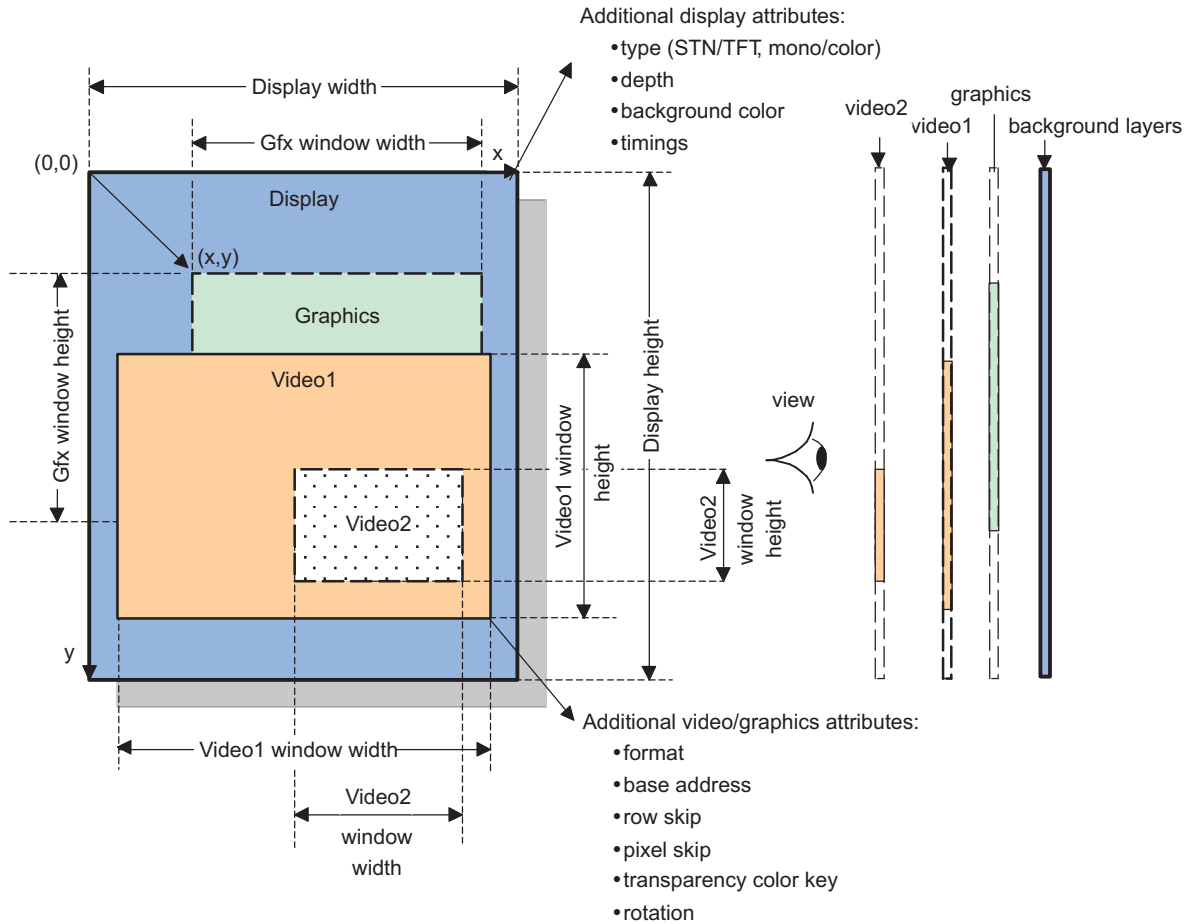 Additional display attributes:
•type (STN/TFT, mono/color)
•depth
•background color
•timings
Display width
Gfx window width
(0,0)
x
Display
(x,y)
Graphics
Gfx window height
Video1
Video2
Display height
Video1 window
height
Video2
window
height
y
Video1 window width
Video2
window
width
view
video2
video1
graphics
background layers
Additional video/graphics attributes:
•format
•base address
•row skip
•pixel skip
•transparency color key
•rotation